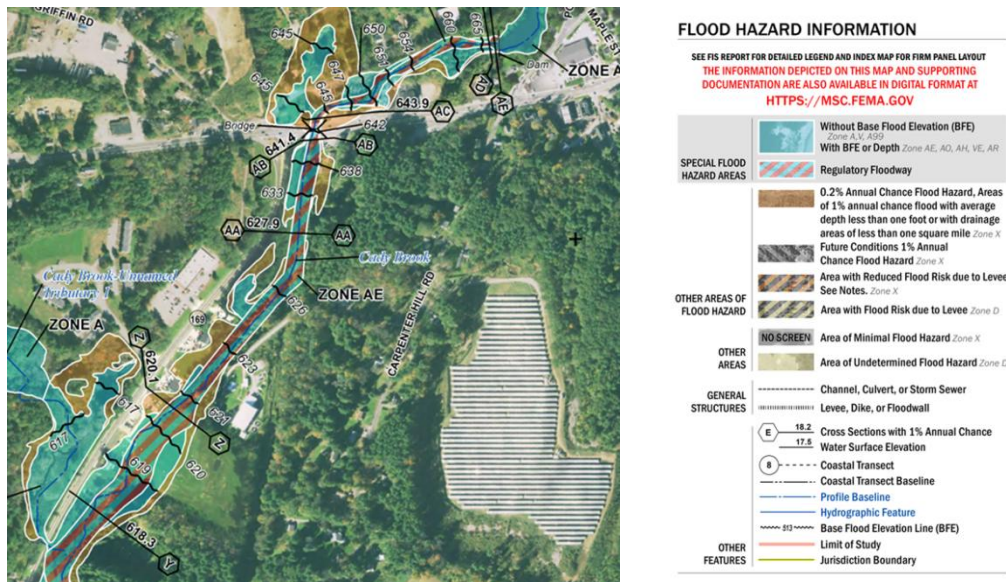 GRIFFIN RD
645
650
654
660
665
MAPLE ST
Dam
ZONE A
647
645
645
643.9
AC
AD
AE
Bridge
642
641.4
AB
AB
638
633
627.9
AA
AA
Cady Brook
Cady Brook-Unnamed
Tributary 1
ZONE AE
626
ZONE A
169
CARPENTER HILL RD
Z
620.1
623
617
621
617
Z
619
620
618.3
Y
FLOOD HAZARD INFORMATION
SEE FIS REPORT FOR DETAILED LEGEND AND INDEX MAP FOR FIRM PANEL LAYOUT
THE INFORMATION DEPICTED ON THIS MAP AND SUPPORTING
DOCUMENTATION ARE ALSO AVAILABLE IN DIGITAL FORMAT AT
HTTPS://MSC.FEMA.GOV
SPECIAL FLOOD
HAZARD AREAS
Without Base Flood Elevation (BFE)
Zone A,V, A99
With BFE or Depth Zone AE, AO, AH, VE, AR
Regulatory Floodway
OTHER AREAS OF
FLOOD HAZARD
0.2% Annual Chance Flood Hazard, Areas
of 1% annual chance flood with average
depth less than one foot or with drainage
areas of less than one square mile Zone X
Future Conditions 1% Annual
Chance Flood Hazard Zone X
Area with Reduced Flood Risk due to Levee
See Notes. Zone X
Area with Flood Risk due to Levee Zone D
OTHER
AREAS
NO SCREEN Area of Minimal Flood Hazard Zone X
Area of Undetermined Flood Hazard Zone D
GENERAL
STRUCTURES
Channel, Culvert, or Storm Sewer
Levee, Dike, or Floodwall
OTHER
FEATURES
E 18.2 Cross Sections with 1% Annual Chance
17.5 Water Surface Elevation
8 Coastal Transect
Coastal Transect Baseline
Profile Baseline
Hydrographic Feature
513 Base Flood Elevation Line (BFE)
Limit of Study
Jurisdiction Boundary